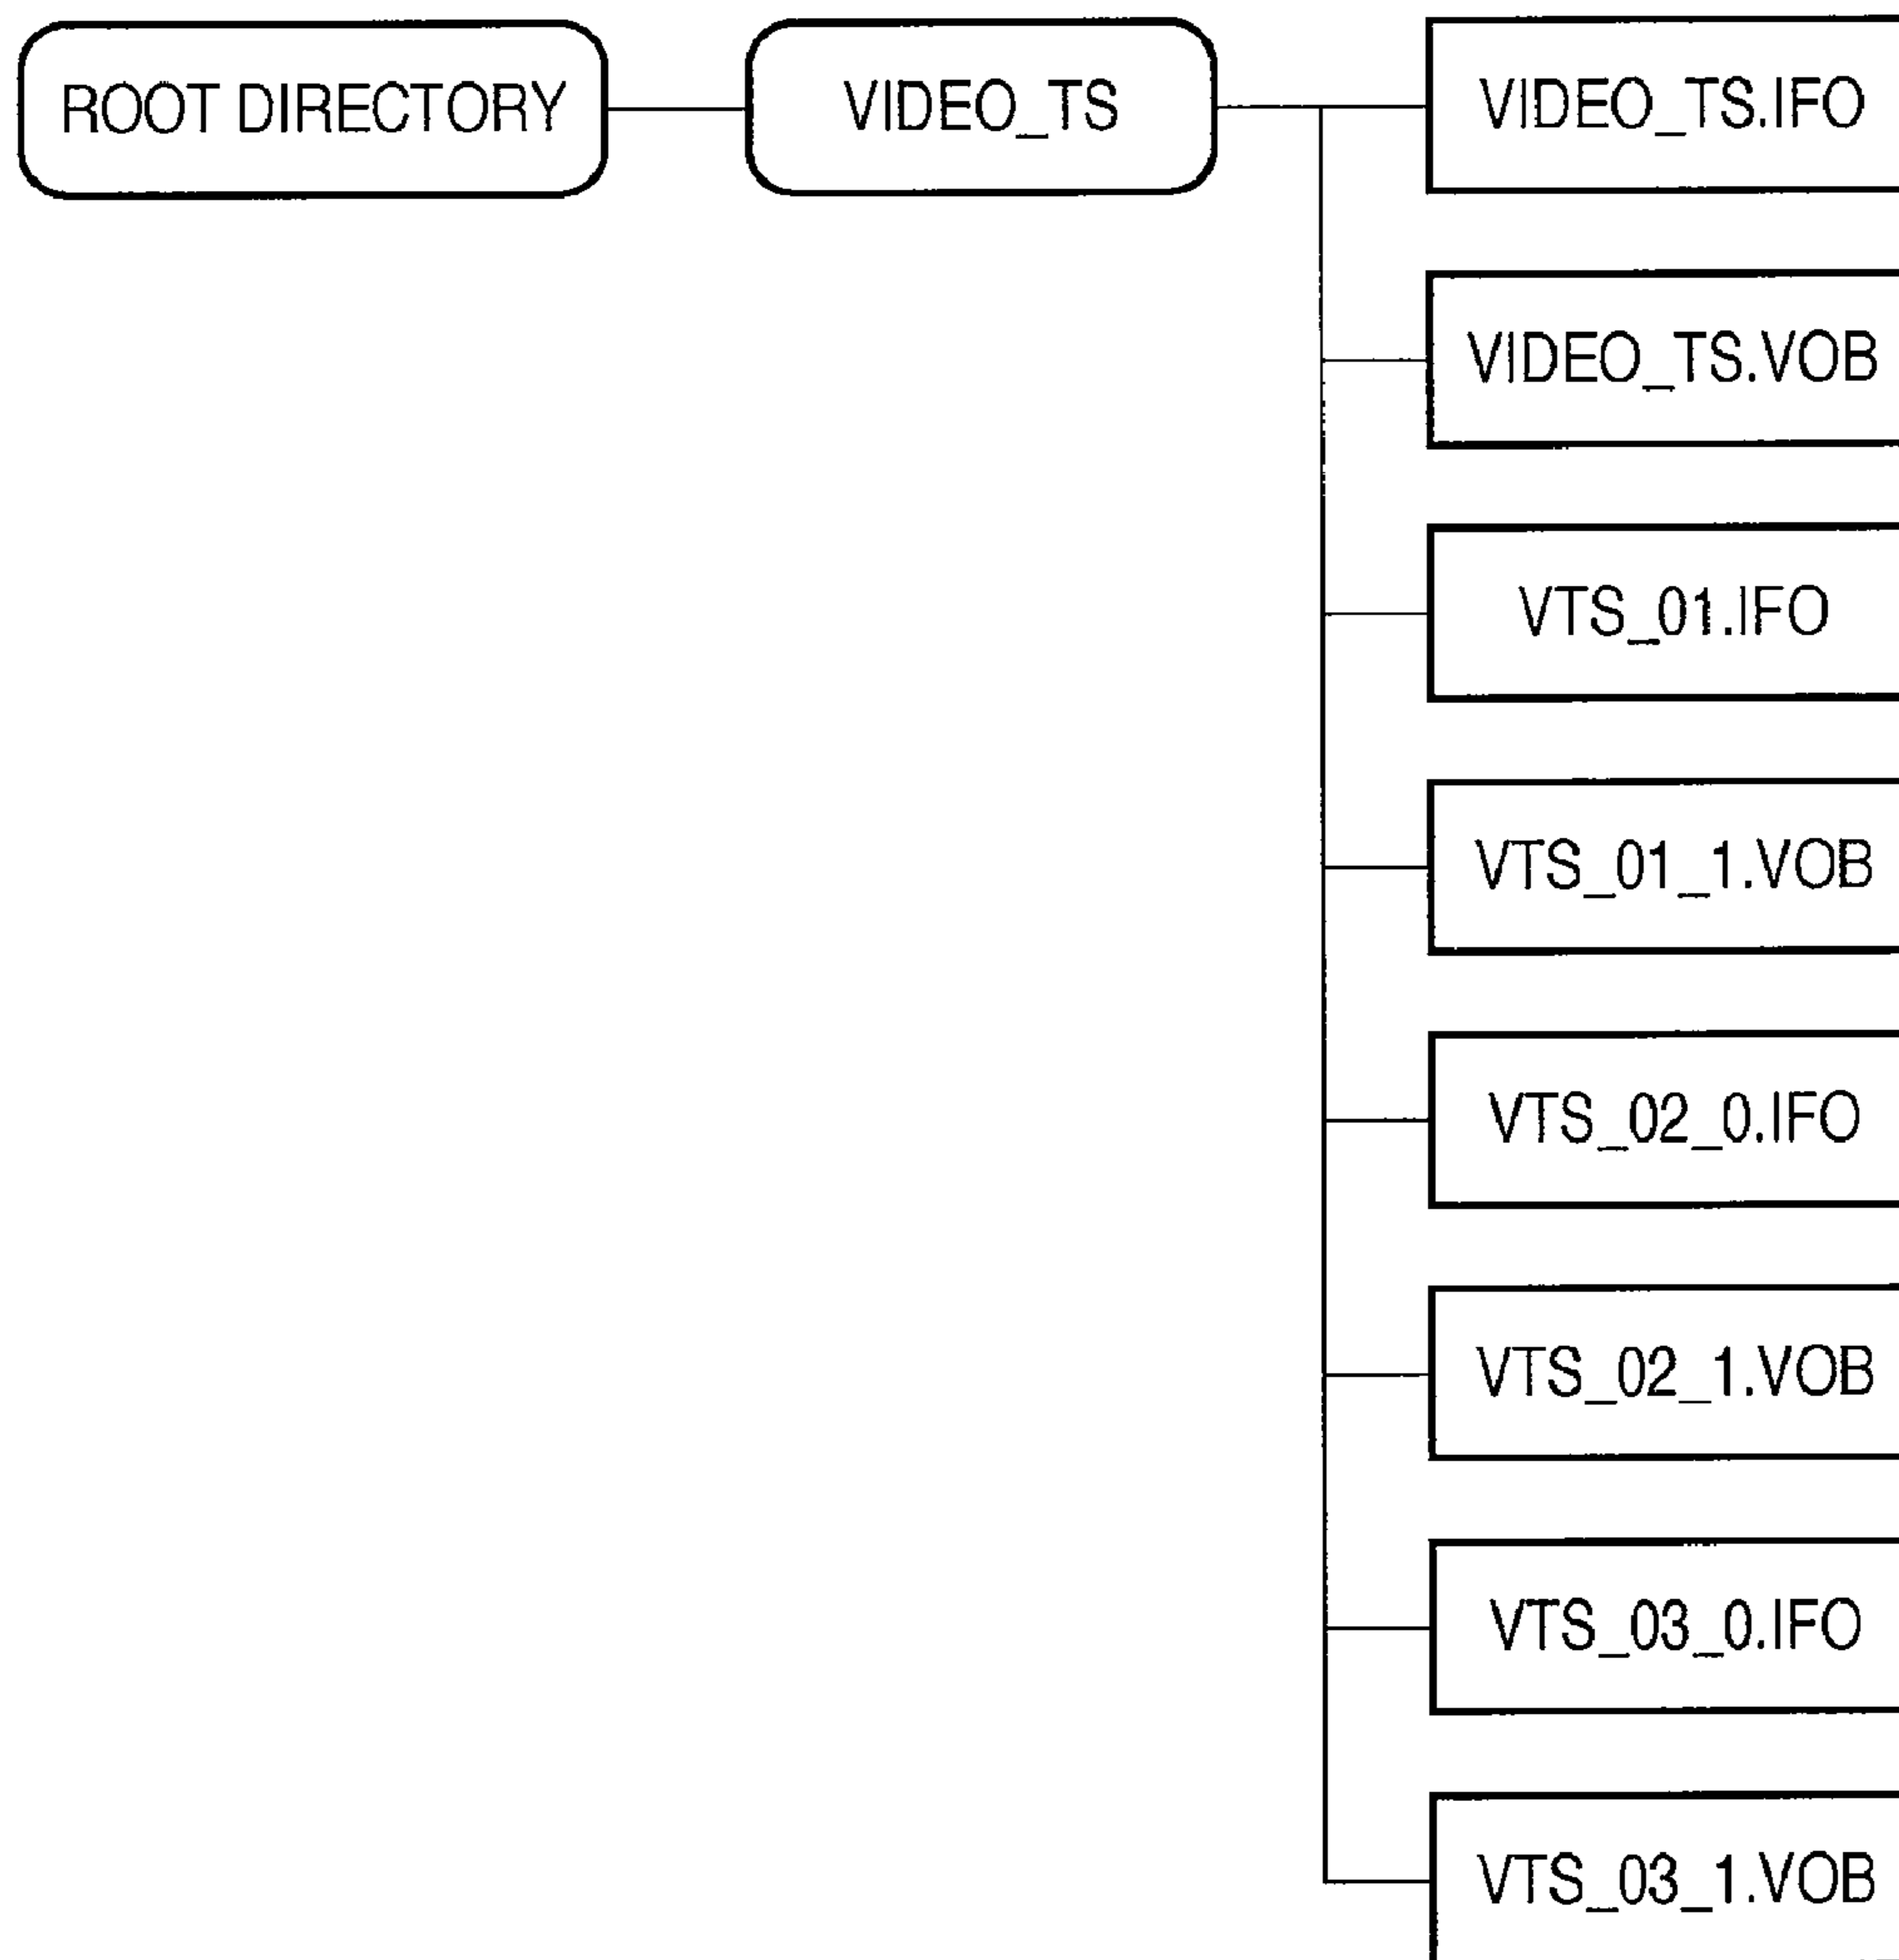 ROOT DIRECTORY
VIDEO_TS
VIDEO_TS.IFO
VIDEO_TS.VOB
VTS_01.IFO
VTS_01_1.VOB
VTS_02_0.IFO
VTS_02_1.VOB
VTS_03_0.IFO
VTS_03_1.VOB